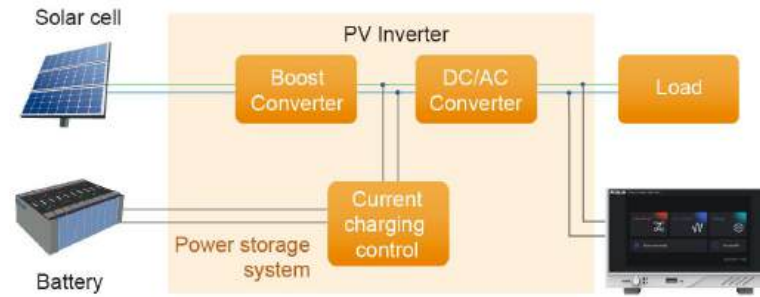 Solar cell
PV Inverter
Boost
Converter
DC/AC
Converter
Load
Current
charging
control
Power storage
system
Battery